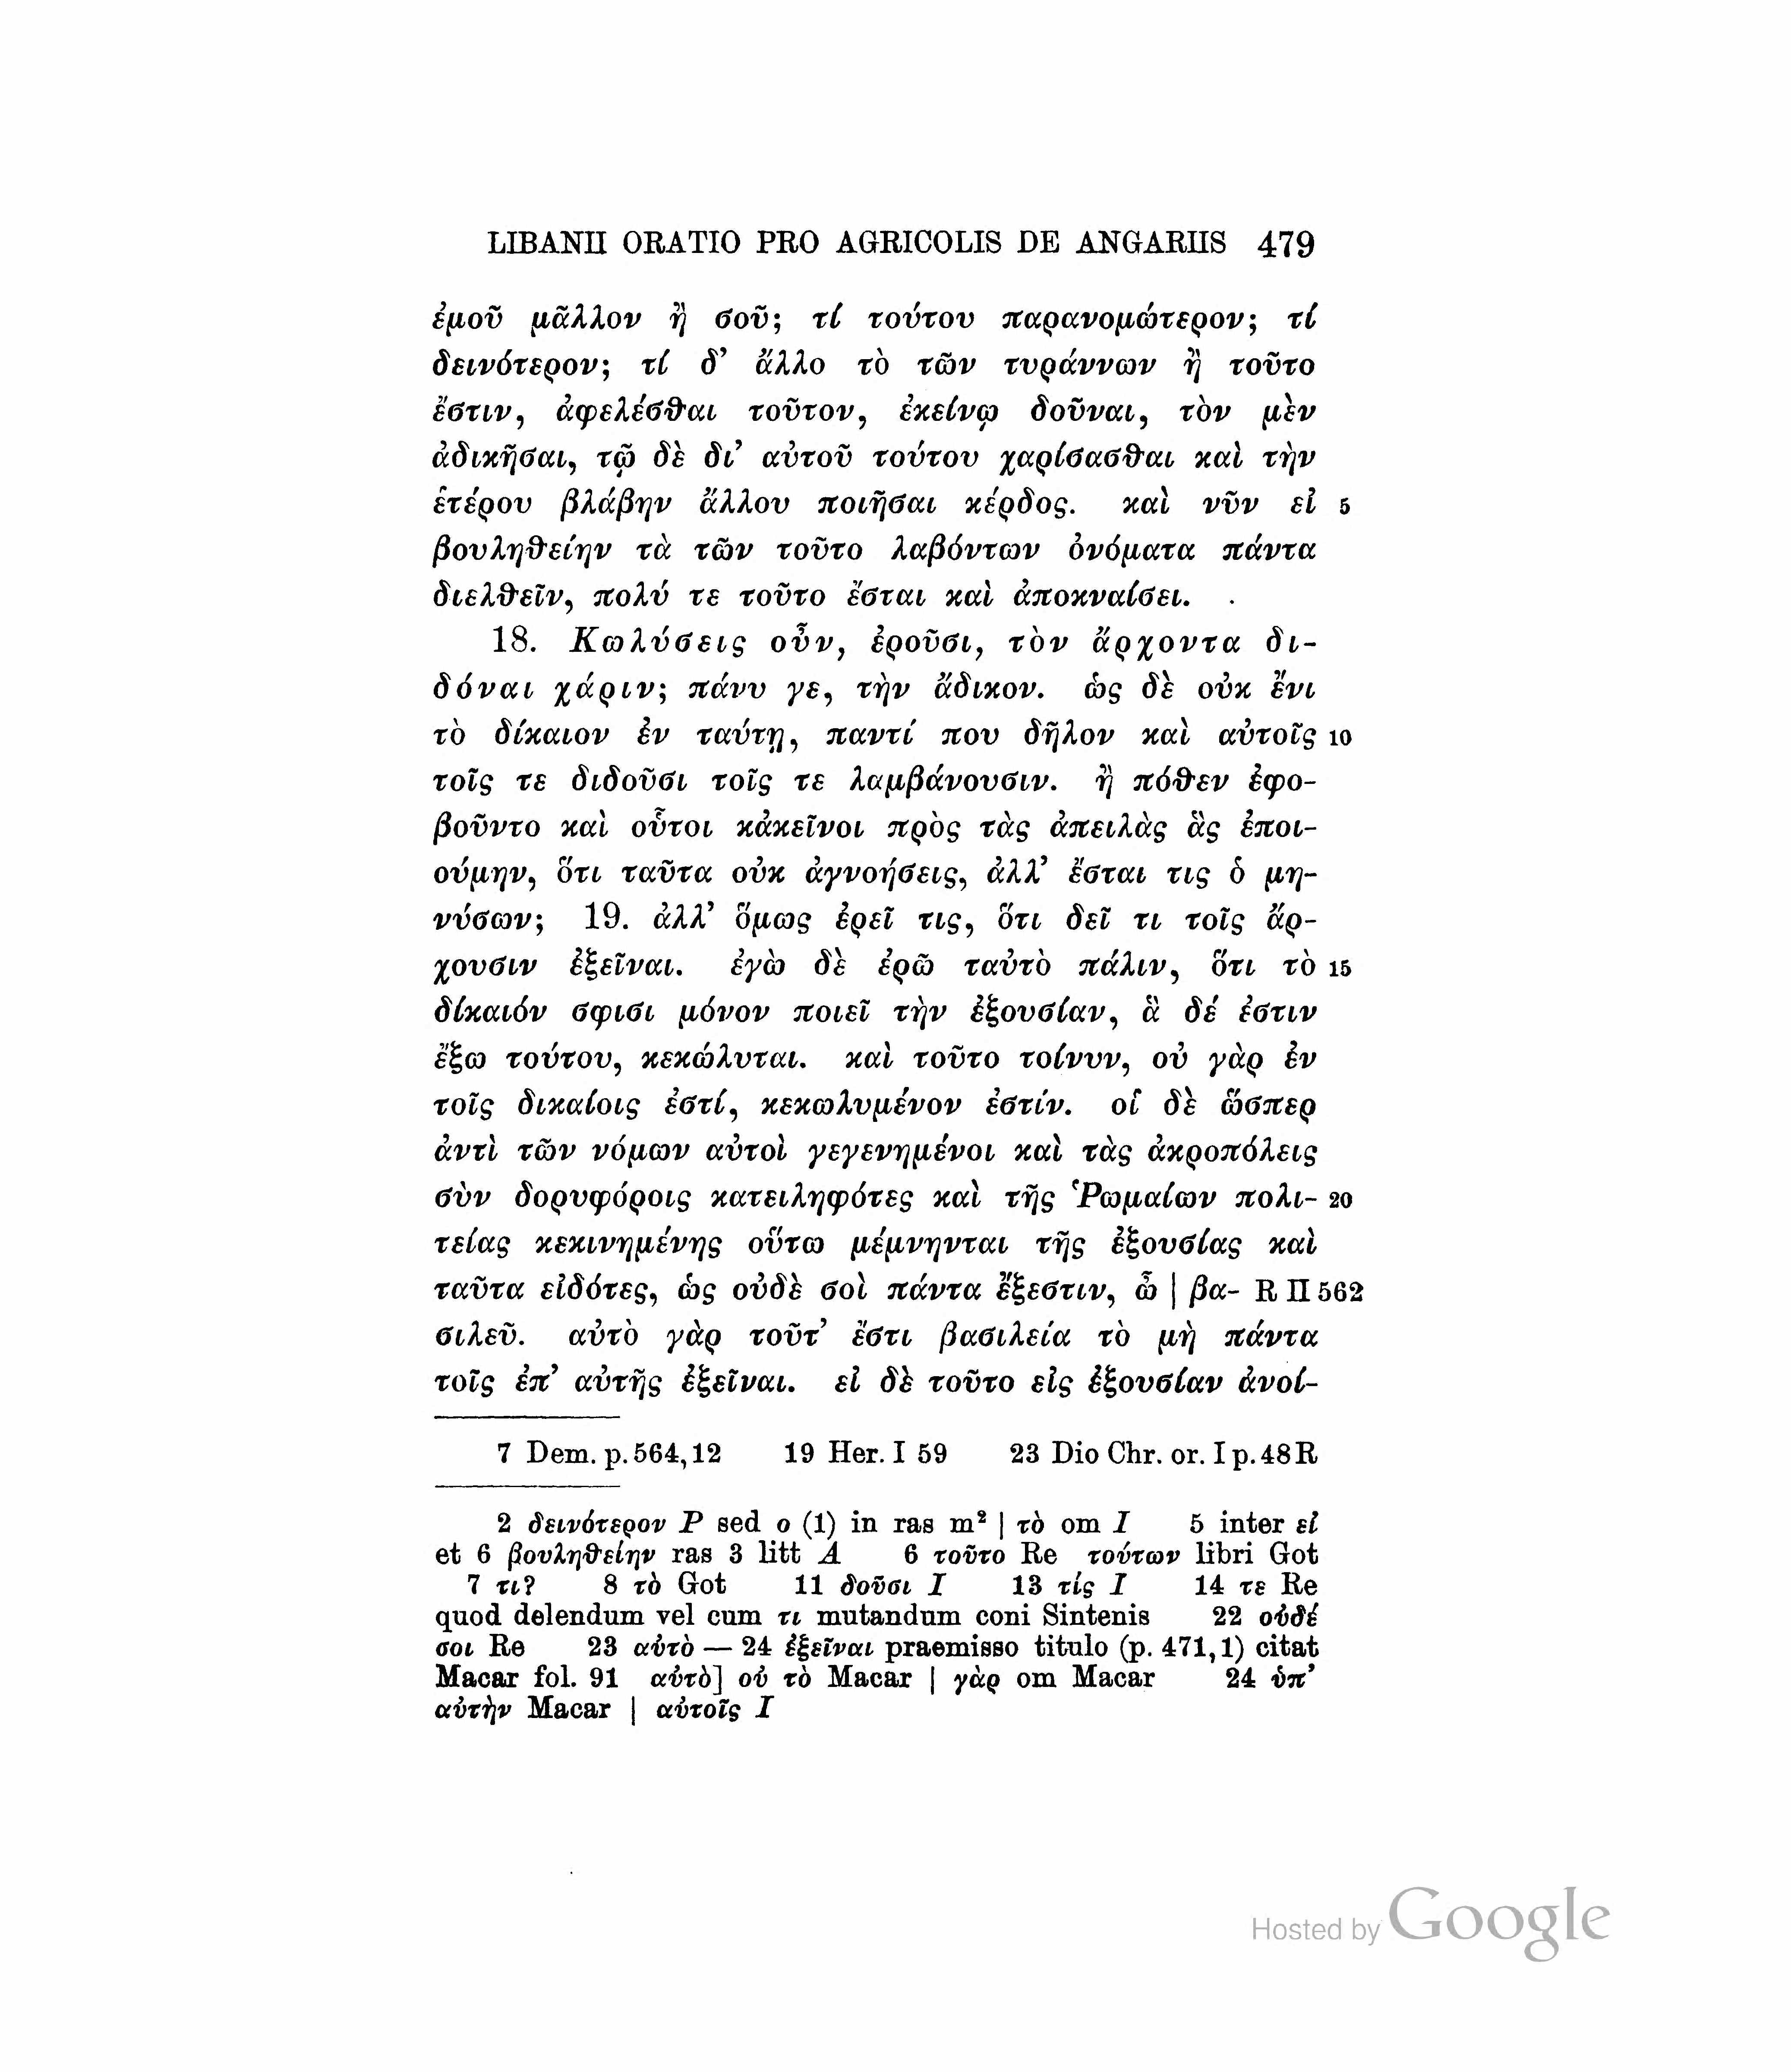 LIBANII ORATIO PRO AGRICOLIS DE ANGARIIS 479
ἐμοῦ μᾶλλον ἢ σοῦ; τί τούτου παρανομώτερον; τί
δεινότερον; τί δ’ ἄλλο τὸ τῶν τυράννων ἢ τοῦτο
ἔστιν, ἀφελέσθαι τοῦτον, ἐκείνῳ δοῦναι, τὸν μὲν
ἀδικῆσαι, τῷ δὲ δι’ αὐτοῦ τούτου χαρίσασθαι καὶ τὴν
ἑτέρου βλάβην ἄλλου ποιῆσαι κέρδος. καὶ νῦν εἰ 5
βουληθείην τὰ τῶν τοῦτο λαβόντων ὀνόματα πάντα
διελθεῖν, πολύ τε τοῦτο ἔσται καὶ ἀποκναίσει.
18. Κωλύσεις οὖν, ἐροῦσι, τὸν ἄρχοντα δι-
δόναι χάριν; πάνυ γε, τὴν ἄδικον. ὡς δὲ οὐκ ἔνι
τὸ δίκαιον ἐν ταύτῃ, παντί που δῆλον καὶ αὐτοῖς 10
τοῖς τε διδοῦσι τοῖς τε λαμβάνουσιν. ἢ πόθεν ἐφο-
βοῦντο καὶ οὗτοι κἀκεῖνοι πρὸς τὰς ἀπειλὰς ἃς ἐποι-
ούμην, ὅτι ταῦτα οὐκ ἀγνοήσεις, ἀλλ’ ἔσται τις ὁ μη-
νύσων; 19. ἀλλ’ ὅμως ἐρεῖ τις, ὅτι δεῖ τι τοῖς ἄρ-
χουσιν ἐξεῖναι. ἐγὼ δὲ ἐρῶ ταὐτὸ πάλιν, ὅτι τὸ 15
δίκαιόν σφισι μόνον ποιεῖ τὴν ἐξουσίαν, ἃ δέ ἐστιν
ἔξω τούτου, κεκώλυται. καὶ τοῦτο τοίνυν, οὐ γὰρ ἐν
τοῖς δικαίοις ἐστί, κεκωλυμένον ἐστίν. οἱ δὲ ὥσπερ
ἀντὶ τῶν νόμων αὐτοὶ γεγενημένοι καὶ τὰς ἀκροπόλεις
σὺν δορυφόροις κατειληφότες καὶ τῆς Ῥωμαίων πολι- 20
τείας κεκινημένης οὕτω μέμνηνται τῆς ἐξουσίας καὶ
ταῦτα εἰδότες, ὡς οὐδὲ σοὶ πάντα ἔξεστιν, ὦ | βα- R II 562
σιλεῦ. αὐτὸ γὰρ τοῦτ’ ἔστι βασιλεία τὸ μὴ πάντα
τοῖς ἐπ’ αὐτῆς ἐξεῖναι. εἰ δὲ τοῦτο εἰς ἐξουσίαν ἀνοί-
7 Dem. p. 564,12 19 Her. I 59 23 Dio Chr. or. I p. 48 R
2 δεινότερον P sed ο (1) in ras m² | τὸ om I 5 inter εἰ
et 6 βουληθείην ras 3 litt A 6 τοῦτο Re τούτων libri Got
7 τι? 8 τὸ Got 11 δοῦσι I 13 τίς I 14 τε Re
quod delendum vel cum τι mutandum coni Sintenis 22 οὐδέ
σοι Re 23 αὐτὸ — 24 ἐξεῖναι praemisso titulo (p. 471,1) citat
Macar fol. 91 αὐτὸ] οὐ τὸ Macar | γὰρ om Macar 24 ὑπ’
αὐτὴν Macar | αὐτοῖς I
Hosted by Google